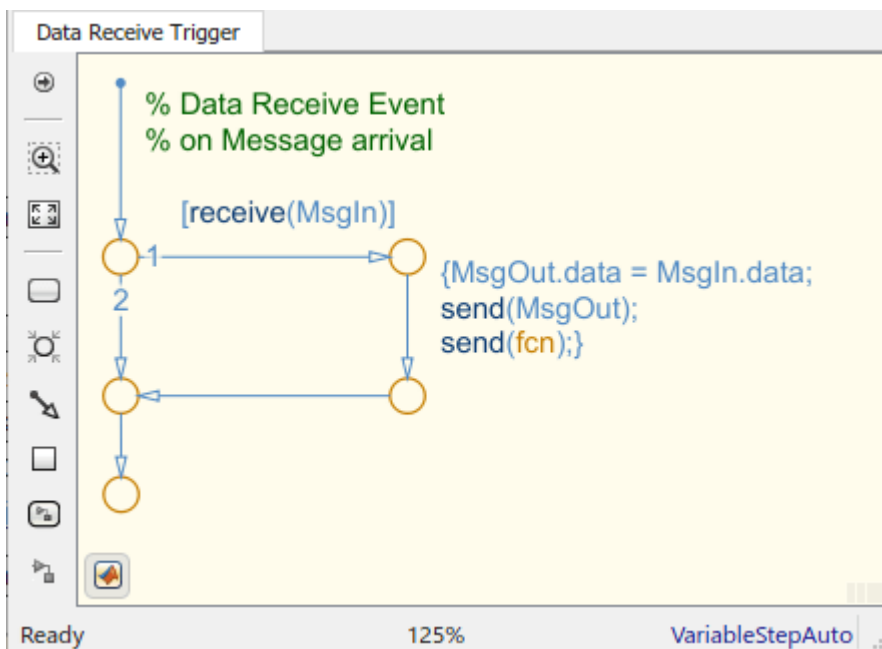 Data Receive Trigger
% Data Receive Event
% on Message arrival
[receive(MsgIn)]
1
{MsgOut.data = MsgIn.data;
2
send(MsgOut);
send(fcn);}
Ready
125%
VariableStepAuto